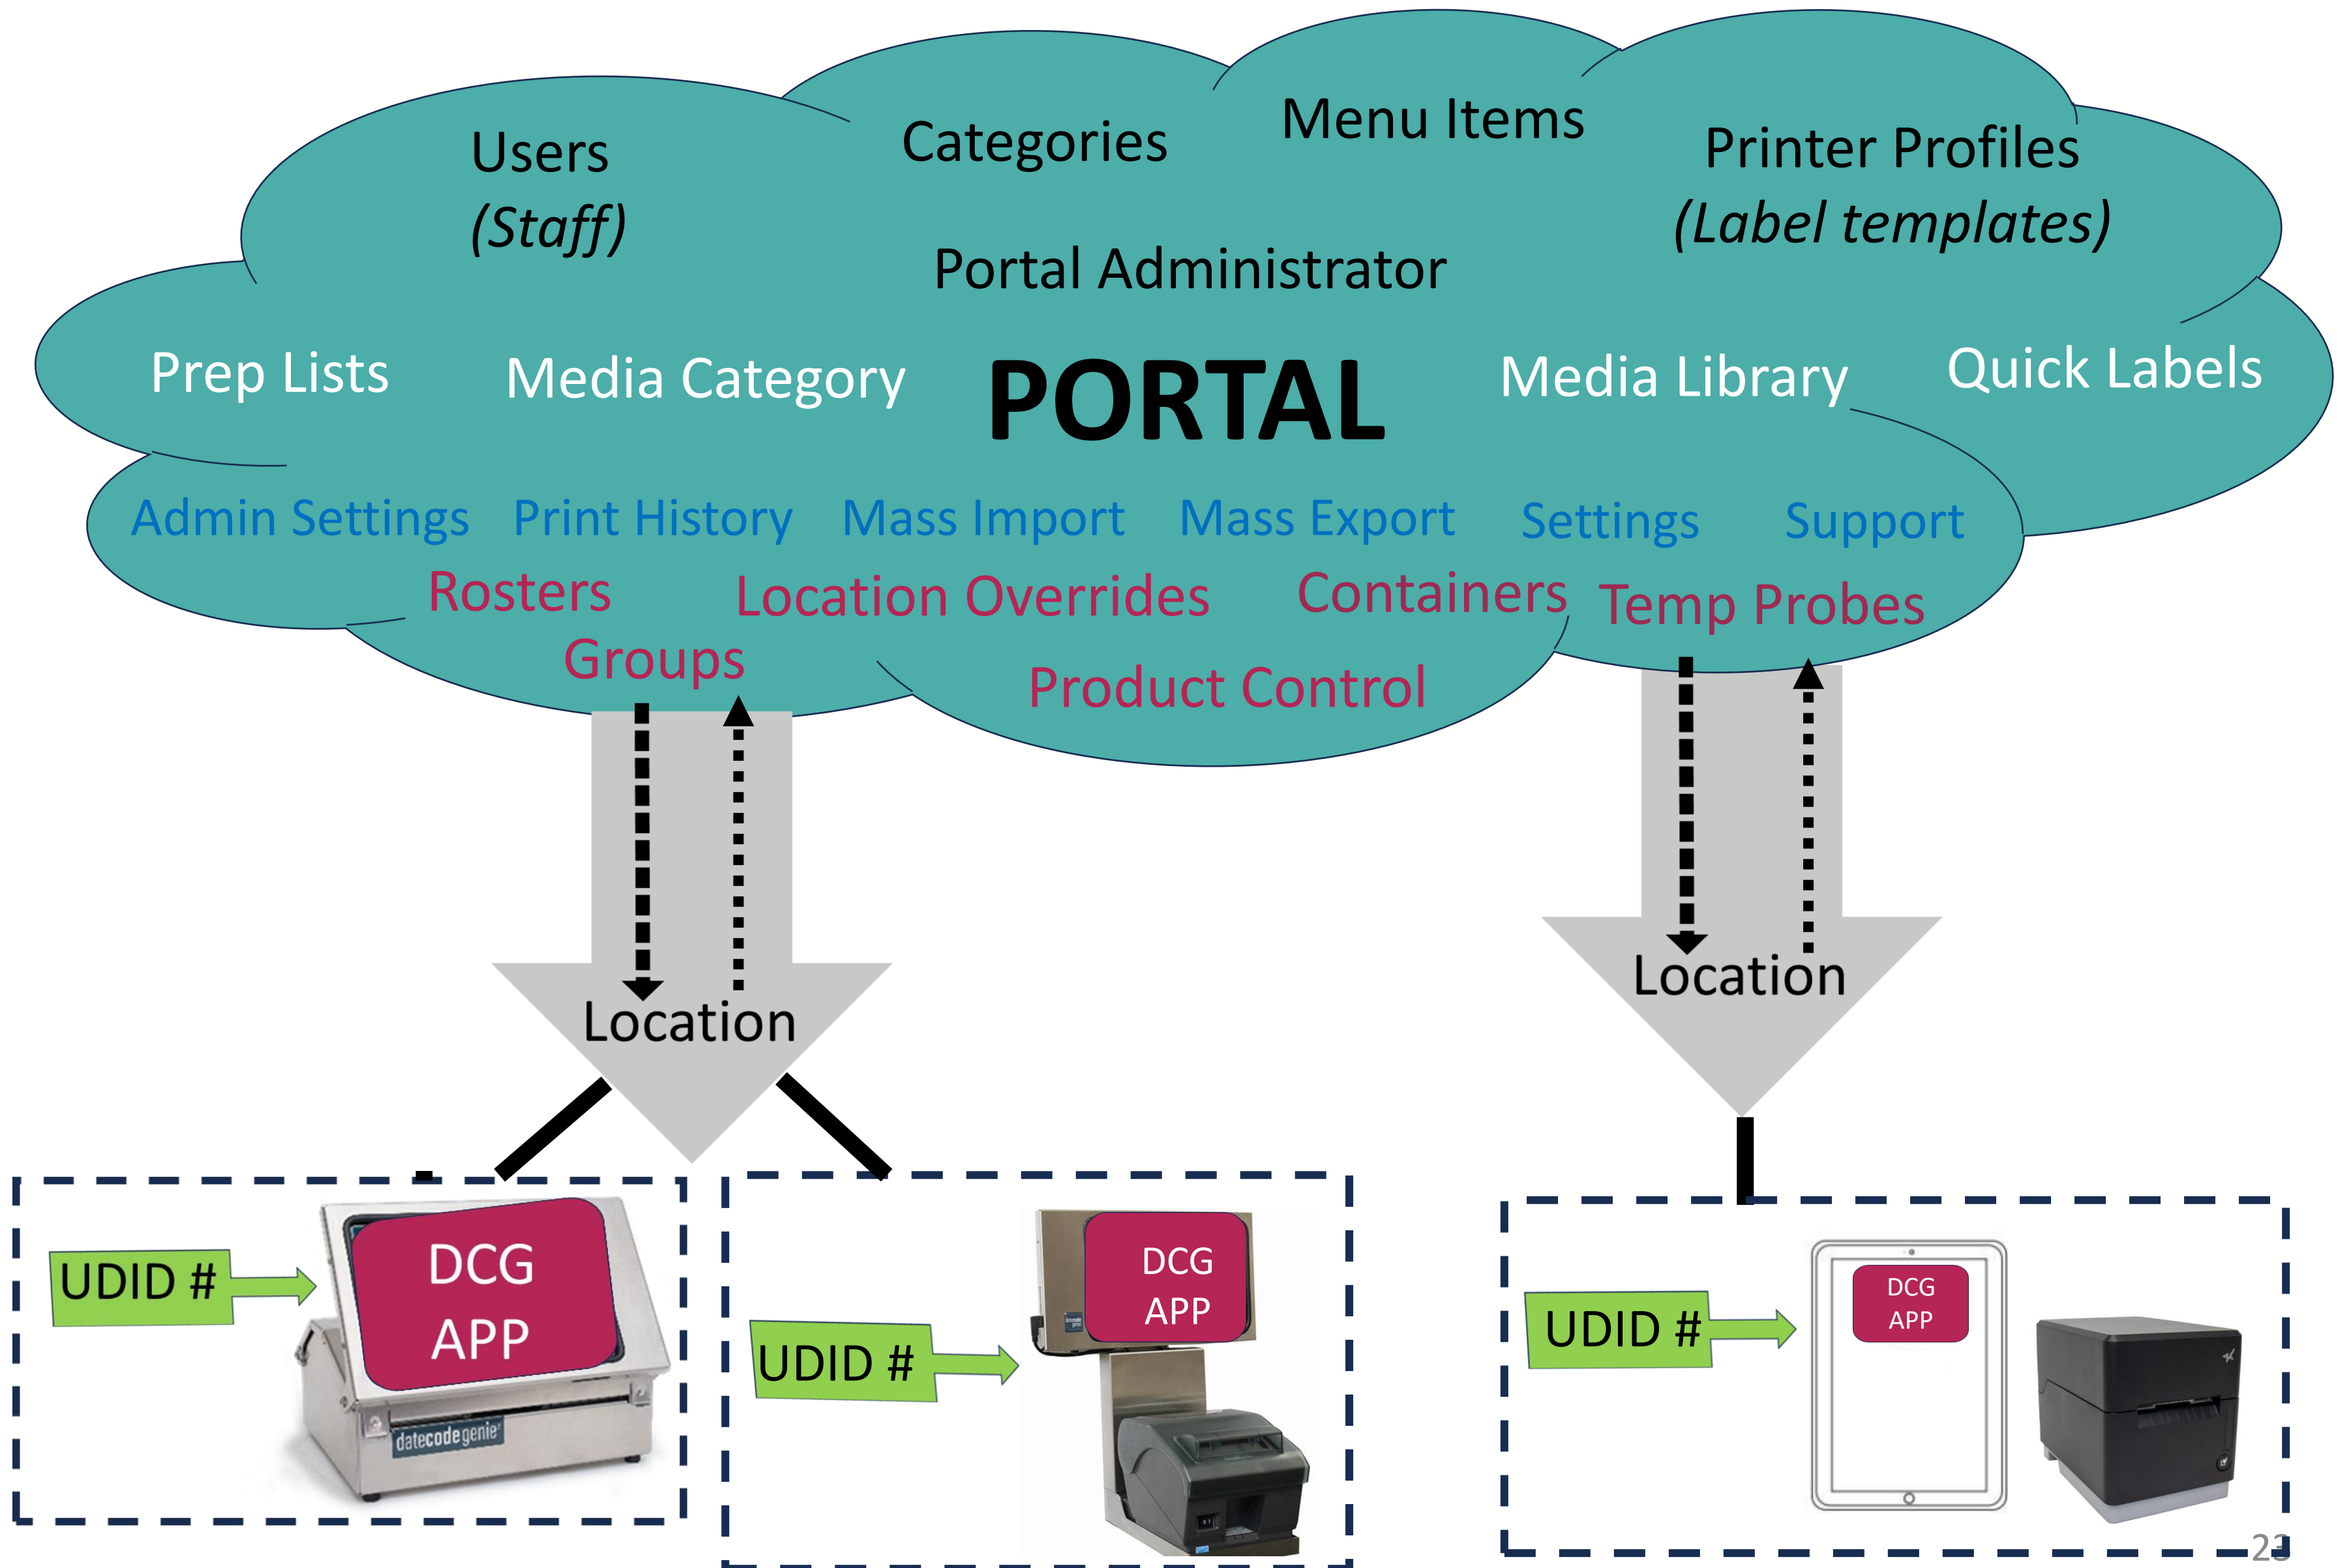 Users
(Staff)
Categories
Menu Items
Printer Profiles
(Label templates)
Portal Administrator
Prep Lists
Media Category
PORTAL
Media Library
Quick Labels
Admin Settings
Print History
Mass Import
Mass Export
Settings
Support
Rosters
Location Overrides
Containers
Temp Probes
Groups
Product Control
Location
Location
UDID #
DCG
APP
datecodegenie
UDID #
DCG
APP
datecode
genie
UDID #
DCG
APP
23